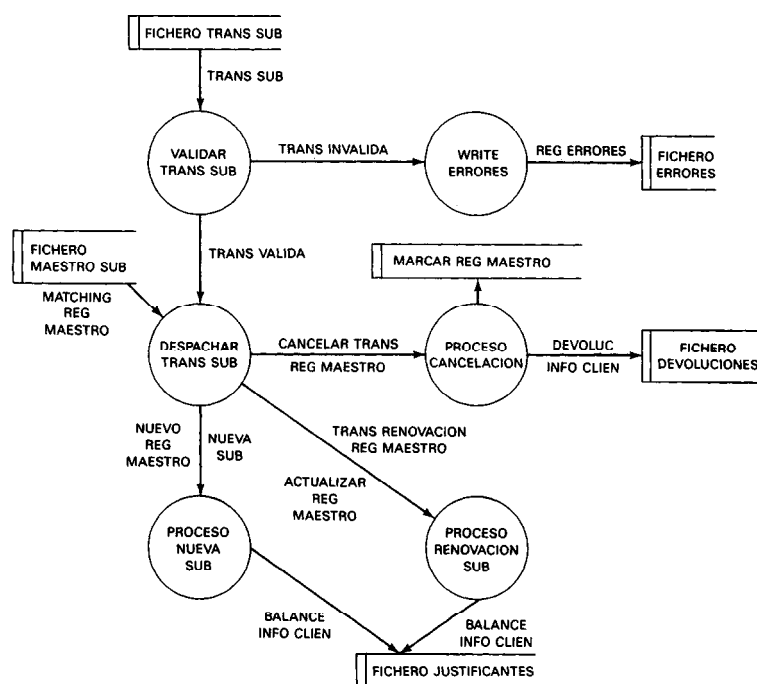 FICHERO TRANS SUB
TRANS SUB
VALIDAR
TRANS SUB
TRANS INVALIDA
WRITE
ERRORES
REG ERRORES
FICHERO
ERRORES
TRANS VALIDA
FICHERO
MAESTRO SUB
MATCHING
REG
MAESTRO
MARCAR REG MAESTRO
DESPACHAR
TRANS SUB
CANCELAR TRANS
REG MAESTRO
PROCESO
CANCELACION
DEVOLUC
INFO CLIEN
FICHERO
DEVOLUCIONES
NUEVO
REG
MAESTRO
NUEVA
SUB
TRANS RENOVACION
REG MAESTRO
ACTUALIZAR
REG
MAESTRO
PROCESO
NUEVA
SUB
PROCESO
RENOVACION
SUB
BALANCE
INFO CLIEN
BALANCE
INFO CLIEN
FICHERO JUSTIFICANTES